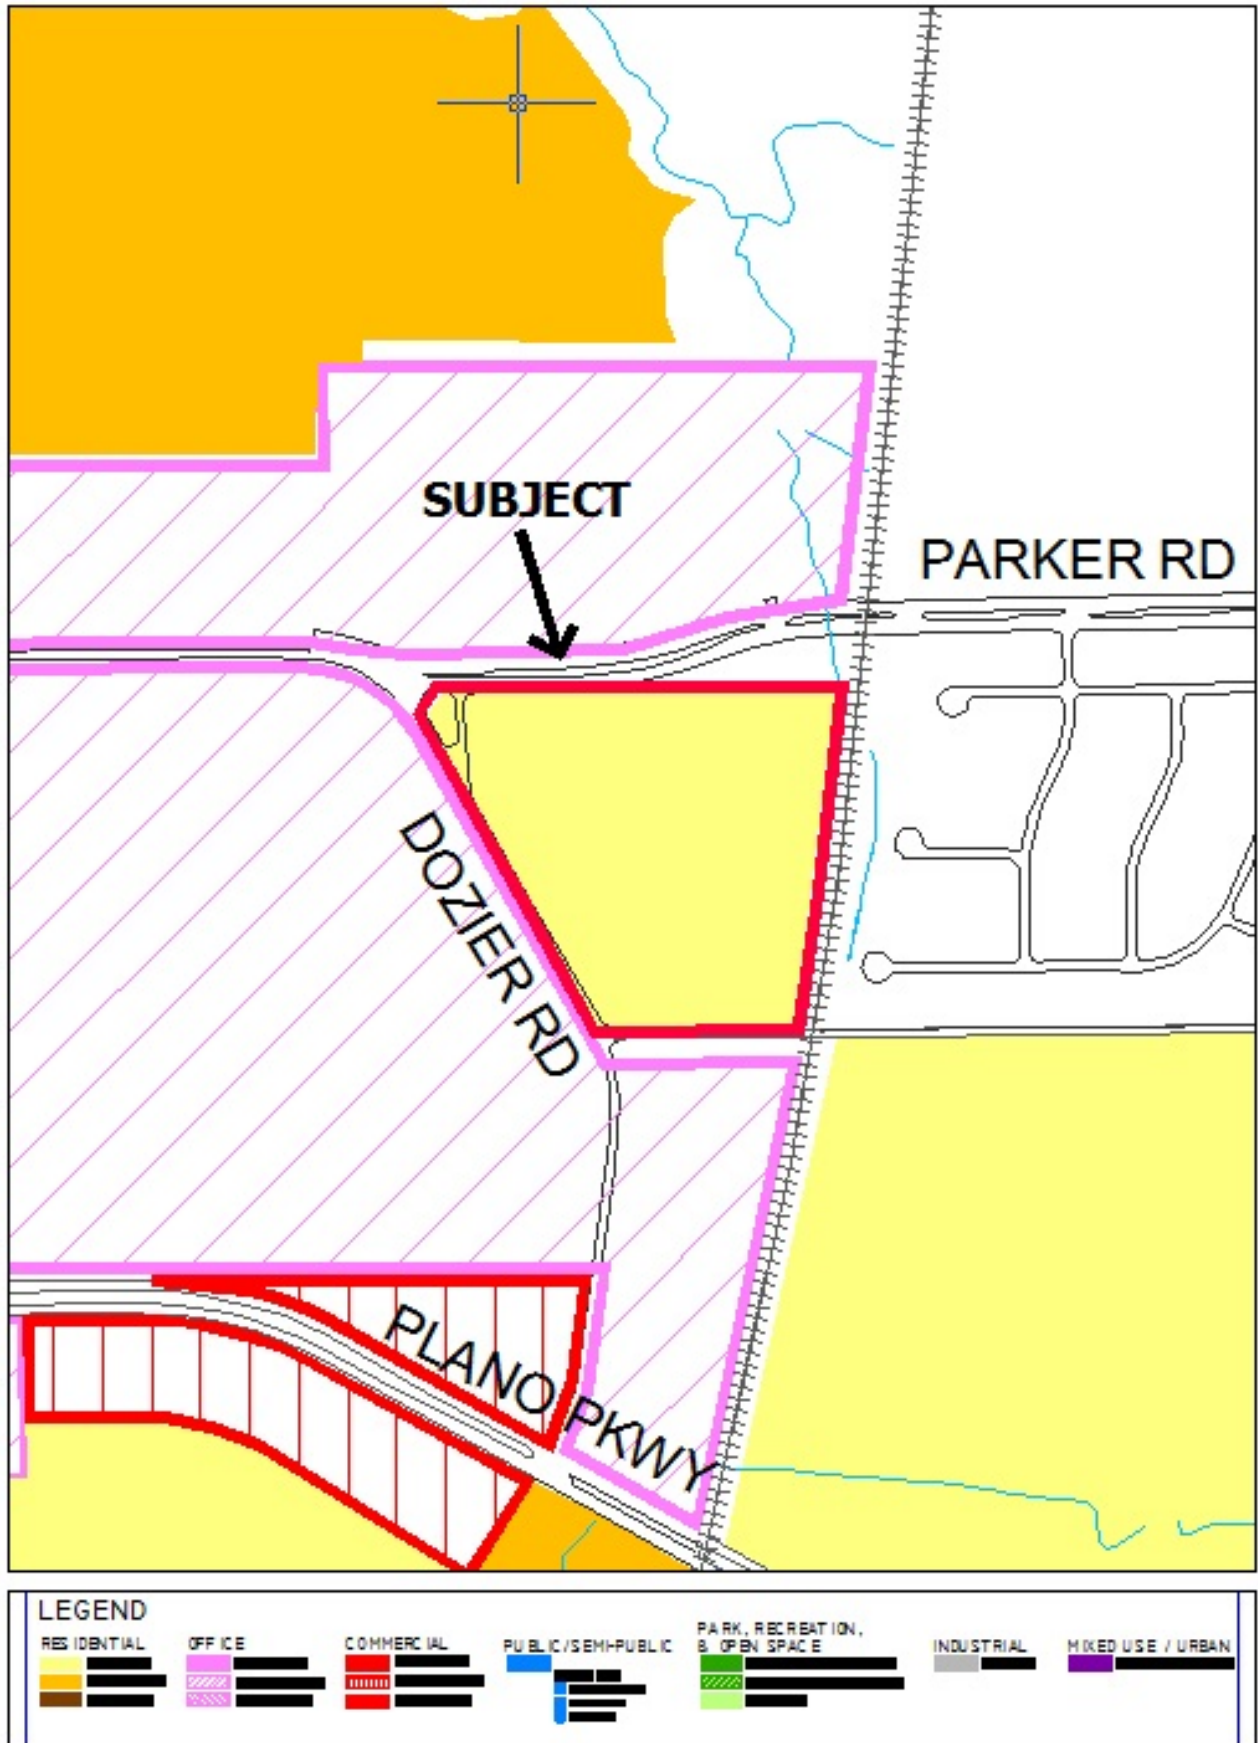 SUBJECT
PARKER RD
DOZIER RD
PLANO PKWY
LEGEND
RESIDENTIAL
OFFICE
COMMERCIAL
PUBLIC/SEMI-PUBLIC
PARK, RECREATION,
& OPEN SPACE
INDUSTRIAL
MIXED USE / URBAN